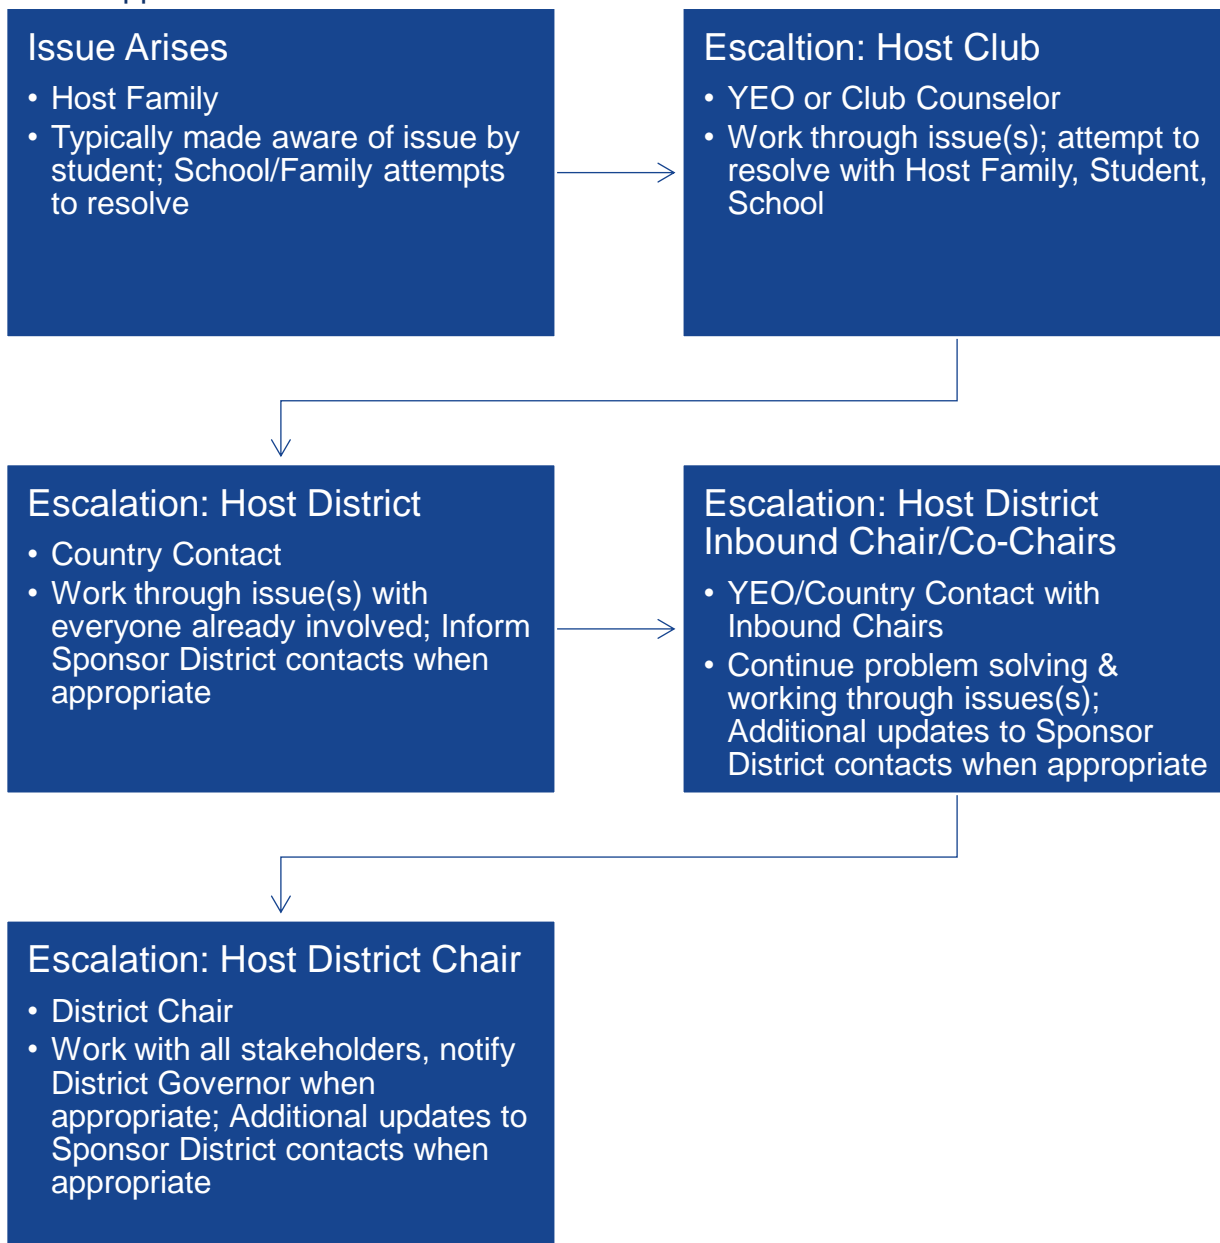 Issue Arises
• Host Family
• Typically made aware of issue by
student; School/Family attempts
to resolve
Escaltion: Host Club
• YEO or Club Counselor
• Work through issue(s); attempt to
resolve with Host Family, Student,
School
Escalation: Host District
• Country Contact
• Work through issue(s) with
everyone already involved; Inform
Sponsor District contacts when
appropriate
Escalation: Host District
Inbound Chair/Co-Chairs
• YEO/Country Contact with
Inbound Chairs
• Continue problem solving &
working through issues(s);
Additional updates to Sponsor
District contacts when appropriate
Escalation: Host District Chair
• District Chair
• Work with all stakeholders, notify
District Governor when
appropriate; Additional updates to
Sponsor District contacts when
appropriate